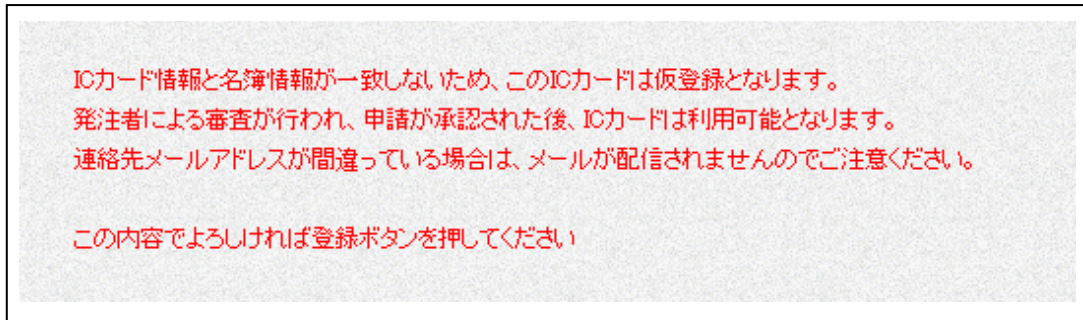 ICカード情報と名簿情報が一致しないため、このICカードは仮登録となります。
発注者による審査が行われ、申請が承認された後、ICカードは利用可能となります。
連絡先メールアドレスが間違っている場合は、メールが配信されませんのでご注意ください。
この内容でよろしければ登録ボタンを押してください